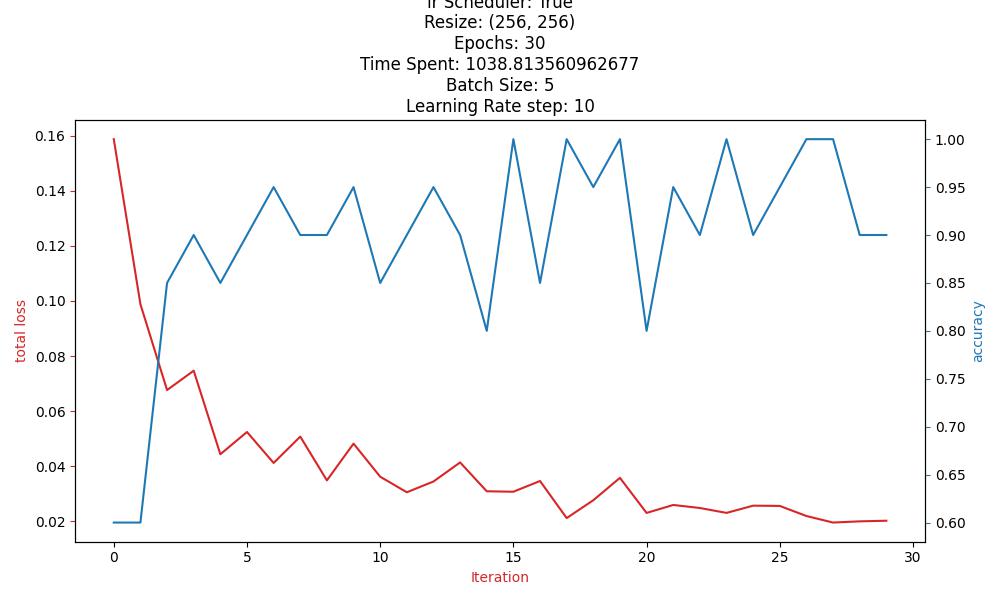 lr Scheduler: True
Resize: (256, 256)
Epochs: 30
Time Spent: 1038.813560962677
Batch Size: 5
Learning Rate step: 10
0.16
0.14
0.12
0.10
0.08
0.06
0.04
0.02
total loss
1.00
0.95
0.90
0.85
0.80
0.75
0.70
0.65
0.60
accuracy
0 5 10 15 20 25 30
Iteration